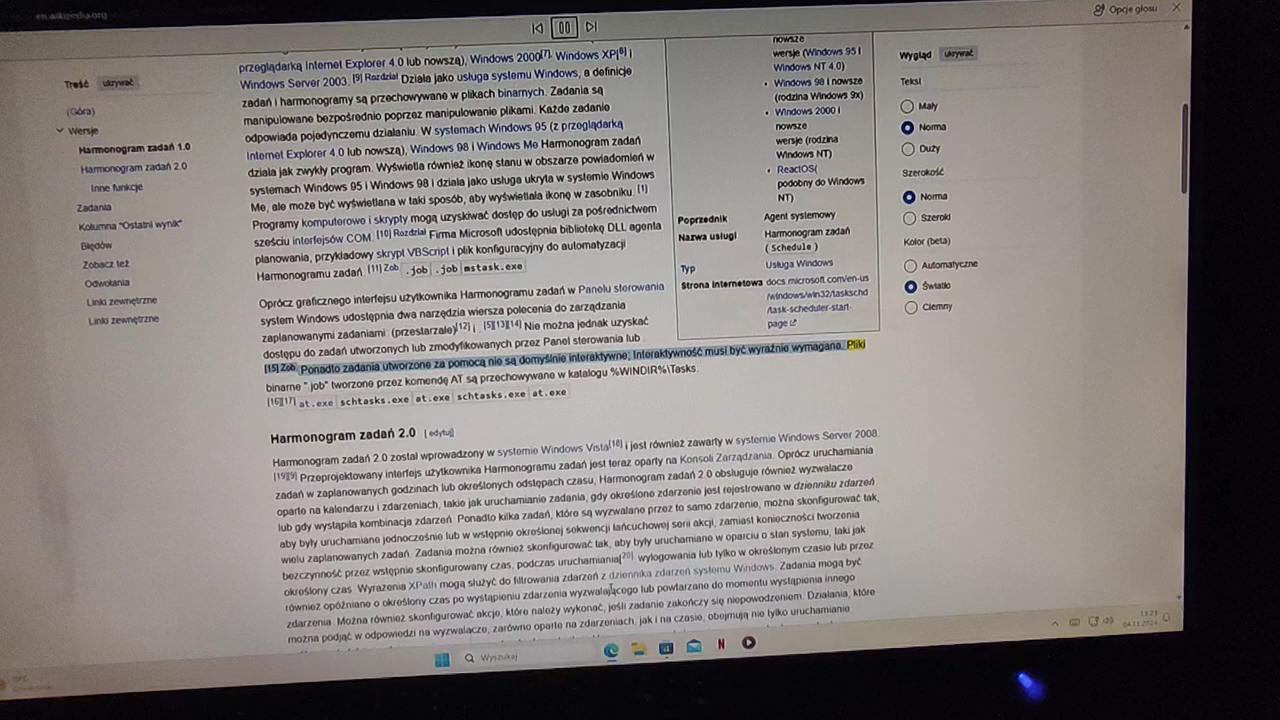 en.wikipedia.org
Opcje głosu
Treść ukrywać
(Góra)
Wersje
Harmonogram zadań 1.0
Harmonogram zadań 2.0
Inne funkcje
Zadania
Kolumna "Ostatni wynik"
Błędów
Zobacz też
Odwołania
Linki zewnętrzne
Linki zewnętrzne
przeglądarką Internet Explorer 4.0 lub nowszą), Windows 2000[7], Windows XP[8] i
Windows Server 2003. [9] Rozdział Działa jako usługa systemu Windows, a definicje
zadań i harmonogramy są przechowywane w plikach binarnych. Zadania są
manipulowane bezpośrednio poprzez manipulowanie plikami. Każde zadanie
odpowiada pojedynczemu działaniu. W systemach Windows 95 (z przeglądarką
Internet Explorer 4.0 lub nowszą), Windows 98 i Windows Me Harmonogram zadań
działa jak zwykły program. Wyświetla również ikonę stanu w obszarze powiadomień w
systemach Windows 95 i Windows 98 i działa jako usługa ukryta w systemie Windows
Me, ale może być wyświetlana w taki sposób, aby wyświetlała ikonę w zasobniku. [1]
Programy komputerowe i skrypty mogą uzyskiwać dostęp do usługi za pośrednictwem
sześciu interfejsów COM. [10] Rozdział Firma Microsoft udostępnia bibliotekę DLL agenta
planowania, przykładowy skrypt VBScript i plik konfiguracyjny do automatyzacji
Harmonogramu zadań. [11] Zob. .job .job mstask.exe
Oprócz graficznego interfejsu użytkownika Harmonogramu zadań w Panelu sterowania
system Windows udostępnia dwa narzędzia wiersza polecenia do zarządzania
zaplanowanymi zadaniami: (przestarzałe)[12] i . [5][13][14] Nie można jednak uzyskać
dostępu do zadań utworzonych lub zmodyfikowanych przez Panel sterowania lub
[15] Zob. Ponadto zadania utworzone za pomocą nie są domyślnie interaktywne; Interaktywność musi być wyraźnie wymagana. Pliki
binarne ".job" tworzone przez komendę AT są przechowywane w katalogu %WINDIR%\Tasks.
[16][17] at.exe schtasks.exe at.exe schtasks.exe at.exe
Harmonogram zadań 2.0 [ edytuj]
Harmonogram zadań 2.0 został wprowadzony w systemie Windows Vista[18] i jest również zawarty w systemie Windows Server 2008.
[19][9] Przeprojektowany interfejs użytkownika Harmonogramu zadań jest teraz oparty na Konsoli Zarządzania. Oprócz uruchamiania
zadań w zaplanowanych godzinach lub określonych odstępach czasu, Harmonogram zadań 2.0 obsługuje również wyzwalacze
oparte na kalendarzu i zdarzeniach, takie jak uruchamianie zadania, gdy określone zdarzenie jest rejestrowane w dzienniku zdarzeń
lub gdy wystąpiła kombinacja zdarzeń. Ponadto kilka zadań, które są wyzwalane przez to samo zdarzenie, można skonfigurować tak,
aby były uruchamiane jednocześnie lub w wstępnie określonej sekwencji łańcuchowej serii akcji, zamiast konieczności tworzenia
wielu zaplanowanych zadań. Zadania można również skonfigurować tak, aby były uruchamiane w oparciu o stan systemu, taki jak
bezczynność przez wstępnie skonfigurowany czas, podczas uruchamiania[20], wylogowania lub tylko w określonym czasie lub przez
określony czas. Wyrażenia XPath mogą służyć do filtrowania zdarzeń z dziennika zdarzeń systemu Windows. Zadania mogą być
również opóźniane o określony czas po wystąpieniu zdarzenia wyzwalającego lub powtarzane do momentu wystąpienia innego
zdarzenia. Można również skonfigurować akcje, które należy wykonać, jeśli zadanie zakończy się niepowodzeniem. Działania, które
można podjąć w odpowiedzi na wyzwalacze, zarówno oparte na zdarzeniach, jak i na czasie, obejmują nie tylko uruchamianie
nowsze
wersje (Windows 95 i
Windows NT 4.0)
• Windows 98 i nowsze
(rodzina Windows 9x)
• Windows 2000 i
nowsze
wersje (rodzina
Windows NT)
• ReactOS(
podobny do Windows
NT)
Poprzednik Agent systemowy
Nazwa usługi Harmonogram zadań
( Schedule )
Typ Usługa Windows
Strona internetowa docs.microsoft.com/en-us
/windows/win32/taskschd
/task-scheduler-start-
page
Wygląd ukrywać
Tekst
Mały
Norma
Duży
Szerokość
Norma
Szeroki
Kolor (beta)
Automatyczne
Światło
Ciemny
Wyszukaj
13:23
04.11.2024